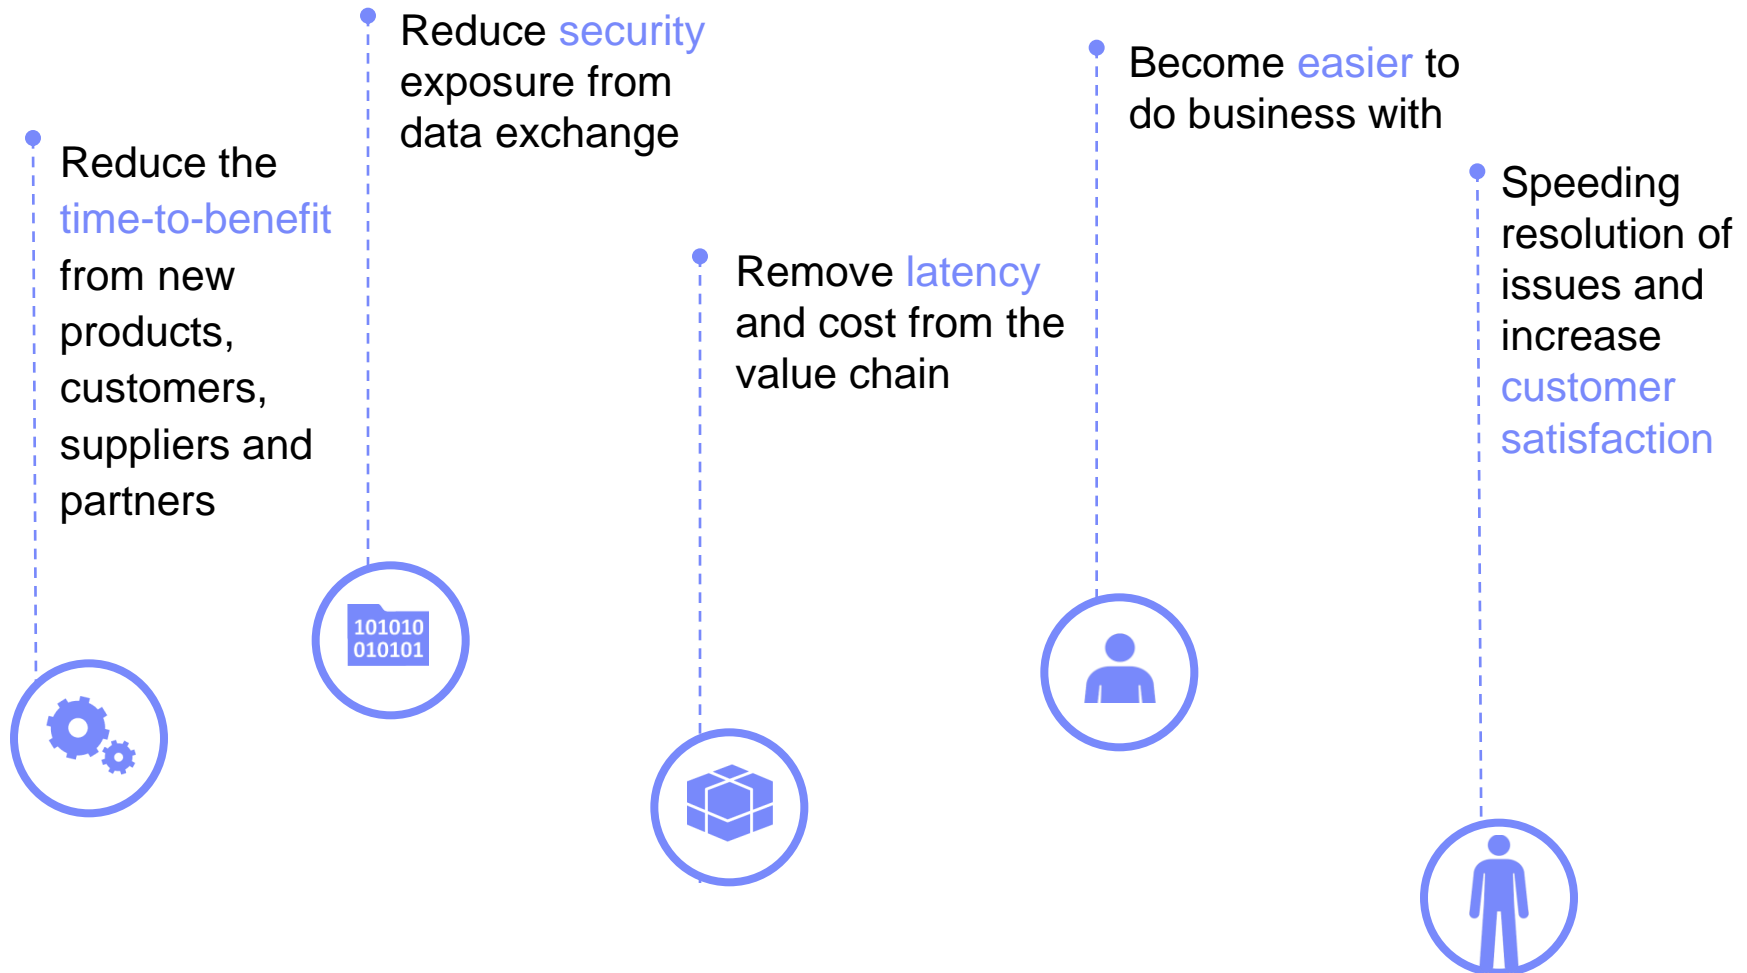 Reduce the
time-to-benefit
from new
products,
customers,
suppliers and
partners
Reduce security
exposure from
data exchange
Remove latency
and cost from the
value chain
Become easier to
do business with
Speeding
resolution of
issues and
increase
customer
satisfaction
101010
010101